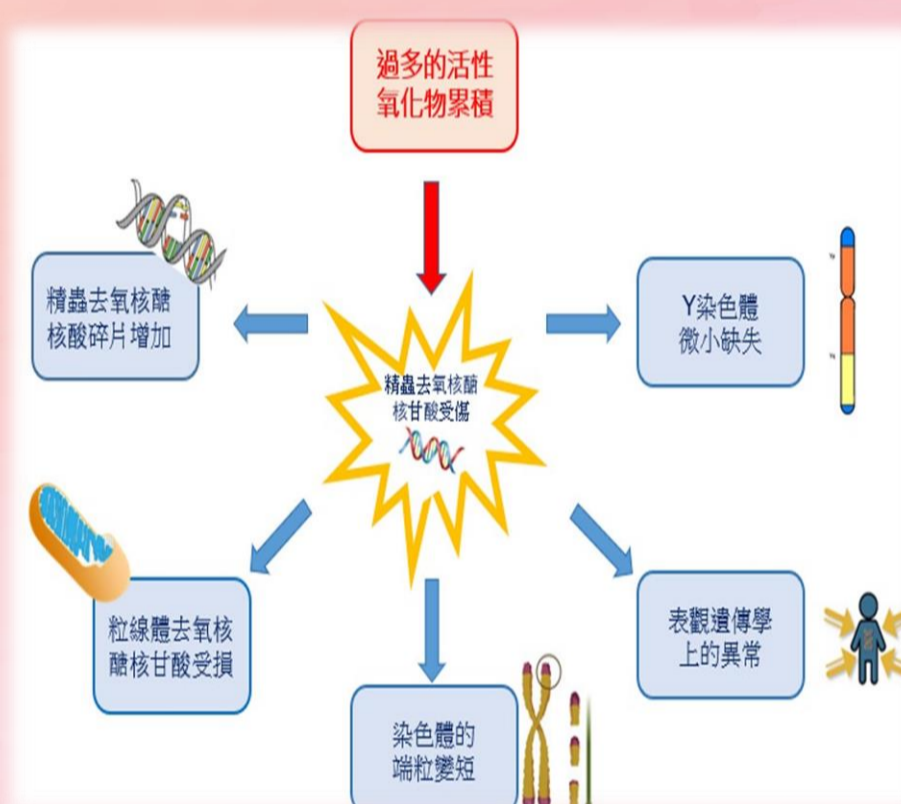 過多的活性
氧化物累積
精蟲去氧核醣
核酸碎片增加
Y染色體
微小缺失
精蟲去氧核醣
核甘酸受傷
粒線體去氧核
醣核甘酸受損
表觀遺傳學
上的異常
染色體的
端粒變短